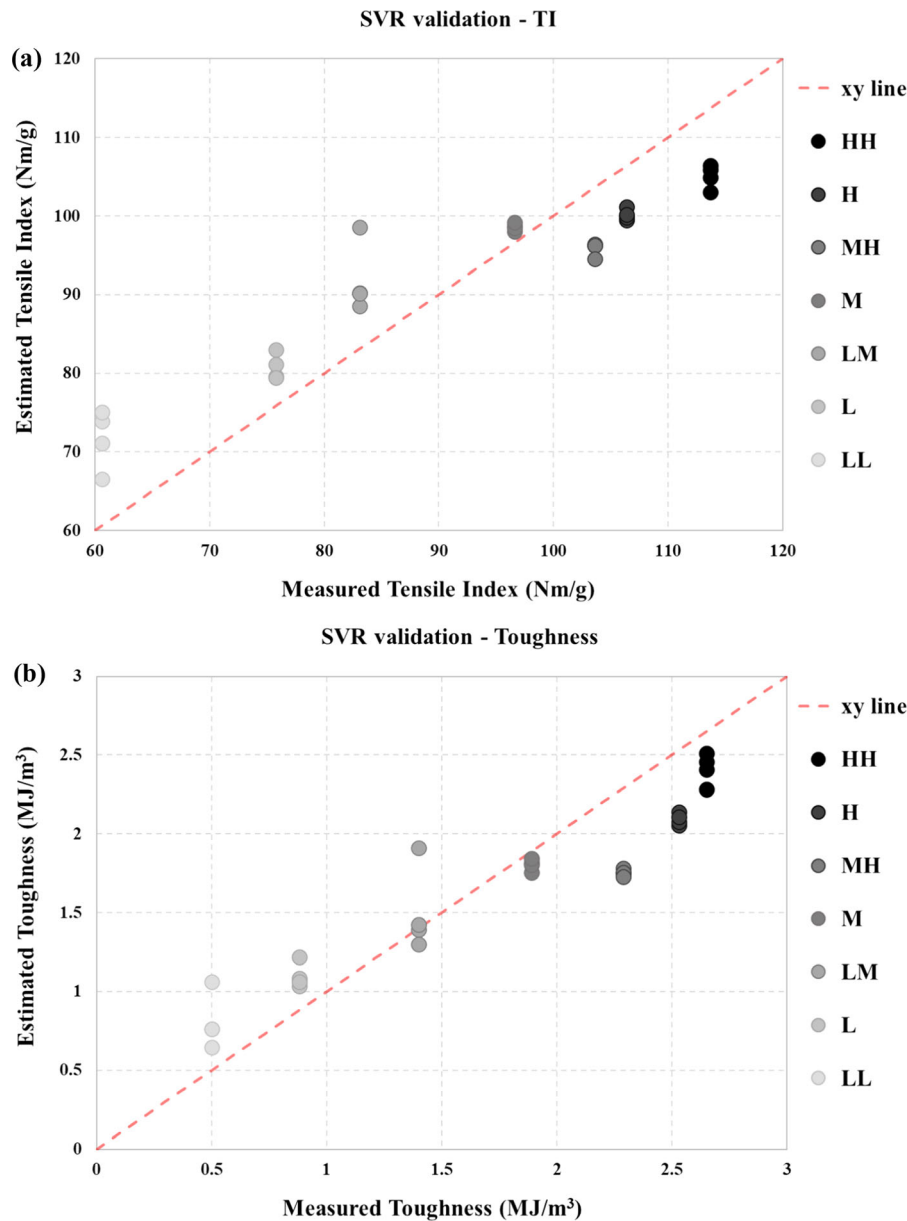 SVR validation - TI
(a)
120
110
100
90
80
70
60
60 70 80 90 100 110 120
Estimated Tensile Index (Nm/g)
Measured Tensile Index (Nm/g)
xy line
HH
H
MH
M
LM
L
LL
SVR validation - Toughness
(b)
3
2.5
2
1.5
1
0.5
0
0 0.5 1 1.5 2 2.5 3
Estimated Toughness (MJ/m³)
Measured Toughness (MJ/m³)
xy line
HH
H
MH
M
LM
L
LL